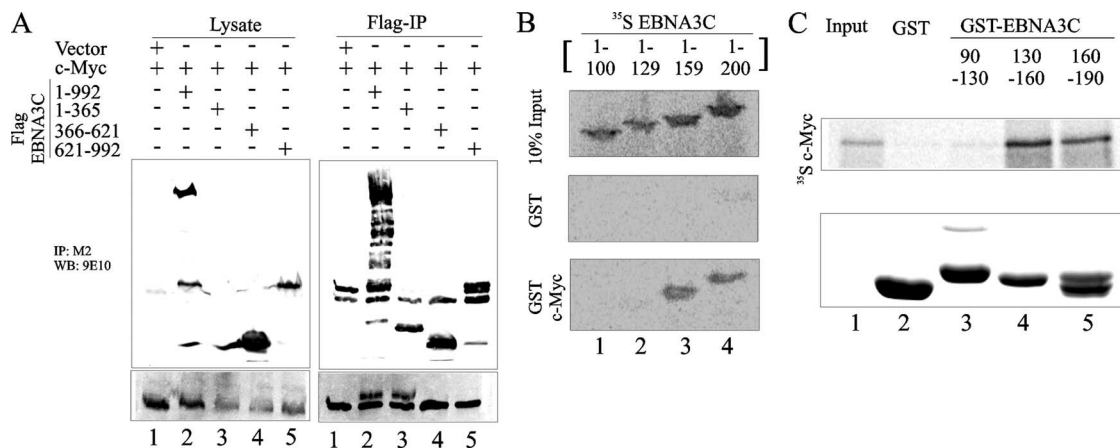 A
Lysate
Flag-IP
Vector + - - - - + - - - -
c-Myc + + + + + + + + + +
Flag EBNA3C
1-992 - + - - - - + - - -
1-365 - - + - - - - + - -
366-621 - - - + - - - - + -
621-992 - - - - + - - - - +
IP: M2
WB: 9E10
1 2 3 4 5 1 2 3 4 5
B
35S EBNA3C
[ 1-100 1-129 1-159 1-200 ]
10% Input
GST
GST c-Myc
1 2 3 4
C
Input GST GST-EBNA3C
90 130 160
-130 -160 -190
35S c-Myc
1 2 3 4 5